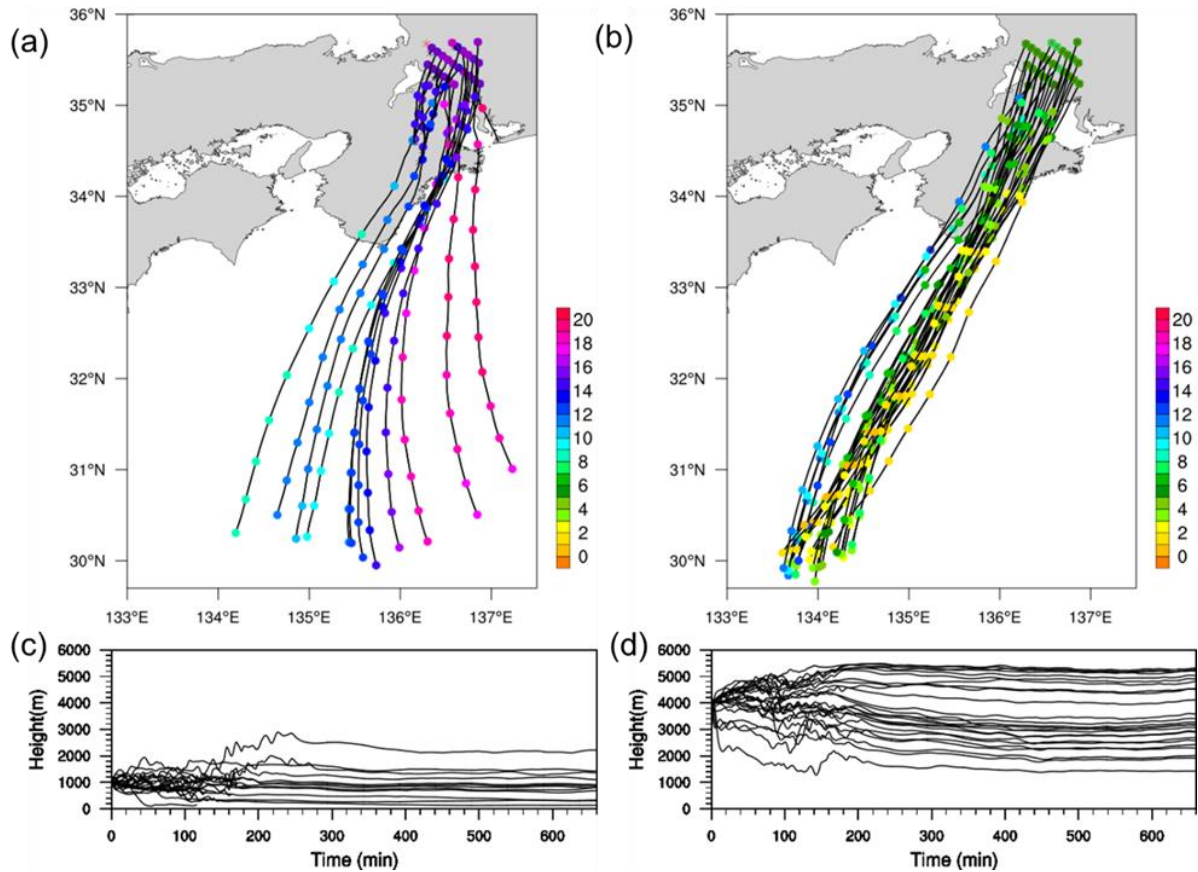 (a)
36°N
35°N
34°N
33°N
32°N
31°N
30°N
133°E 134°E 135°E 136°E 137°E
20
18
16
14
12
10
8
6
4
2
0
(b)
36°N
35°N
34°N
33°N
32°N
31°N
30°N
133°E 134°E 135°E 136°E 137°E
20
18
16
14
12
10
8
6
4
2
0
(c)
Height(m)
6000
5000
4000
3000
2000
1000
0
0 100 200 300 400 500 600
Time (min)
(d)
Height(m)
6000
5000
4000
3000
2000
1000
0
0 100 200 300 400 500 600
Time (min)